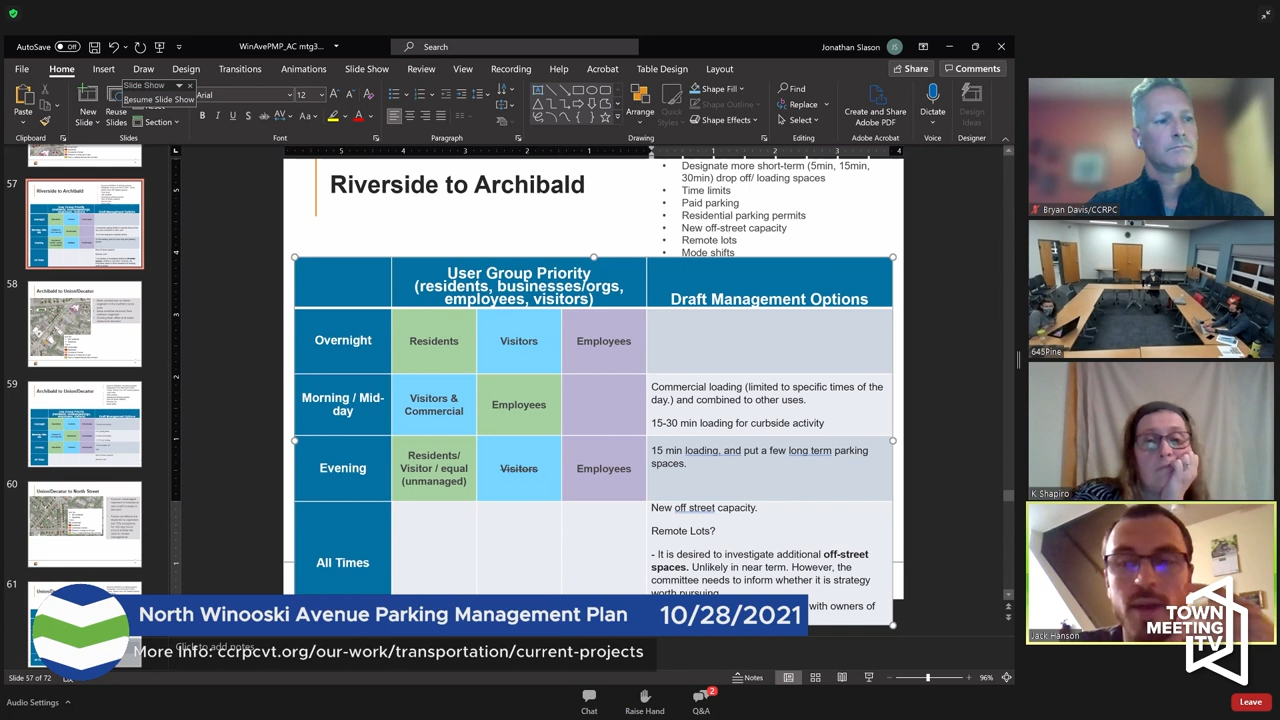 AutoSave Off
WinAvePMP_AC mtg3...
Search
Jonathan Slason
JS
File Home Insert Draw Design Transitions Animations Slide Show Review View Recording Help Acrobat Table Design Layout
Share
Comments
Slide Show
Resume Slide Show
Paste
New Slide
Section
Clipboard
Slides
Arial
12
Font
Paragraph
Arrange
Quick Styles
Shape Fill
Shape Outline
Shape Effects
Drawing
Find
Replace
Select
Editing
Create and Share Adobe PDF
Adobe Acrobat
Dictate
Voice
Design Ideas
Designer
57
58
59
60
61
Riverside to Archibald
Archibald to Union/Decatur
Archibald to Union/Decatur
Union/Decatur to North Street
Riverside to Archibald
• Designate more short-term (5min, 15min, 30min) drop off/ loading spaces
• Time limits
• Paid parking
• Residential parking permits
• New off-street capacity
• Remote lots
• Mode shifts
User Group Priority
(residents, businesses/orgs, employees, visitors)
Draft Management Options
Overnight
Residents
Visitors
Employees
Morning / Mid-day
Visitors & Commercial
Employees
Commercial loading (limited to specific times of the day.) and combined to other uses.
15-30 min loading for curbside activity
Evening
Residents/ Visitor / equal (unmanaged)
Visitors
Employees
15 min loading, and put a few long term parking spaces.
All Times
New off street capacity.
Remote Lots?
- It is desired to investigate additional off-street spaces. Unlikely in near term. However, the committee needs to inform whether it is strategy worth pursuing.
with owners of
North Winooski Avenue Parking Management Plan 10/28/2021
More info: ccrpcvt.org/our-work/transportation/current-projects
Click to add notes
Slide 57 of 72
Notes
96%
Audio Settings
Chat
Raise Hand
Q&A
2
Leave
Bryan Davis/CCRPC
645Pine
K Shapiro
Jack Hanson
TOWN
MEETING
TV